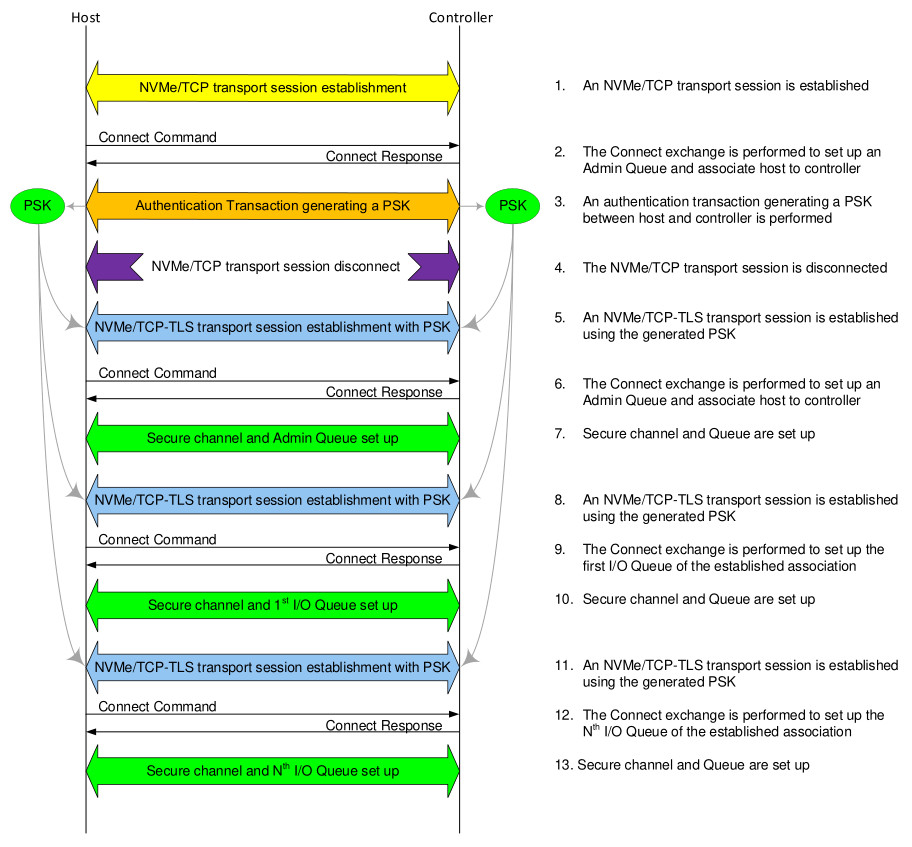 Host
Controller
NVMe/TCP transport session establishment
1. An NVMe/TCP transport session is established
Connect Command
Connect Response
2. The Connect exchange is performed to set up an
Admin Queue and associate host to controller
PSK
Authentication Transaction generating a PSK
PSK
3. An authentication transaction generating a PSK
between host and controller is performed
NVMe/TCP transport session disconnect
4. The NVMe/TCP transport session is disconnected
NVMe/TCP-TLS transport session establishment with PSK
5. An NVMe/TCP-TLS transport session is established
using the generated PSK
Connect Command
Connect Response
6. The Connect exchange is performed to set up an
Admin Queue and associate host to controller
Secure channel and Admin Queue set up
7. Secure channel and Queue are set up
NVMe/TCP-TLS transport session establishment with PSK
8. An NVMe/TCP-TLS transport session is established
using the generated PSK
Connect Command
Connect Response
9. The Connect exchange is performed to set up the
first I/O Queue of the established association
Secure channel and 1st I/O Queue set up
10. Secure channel and Queue are set up
NVMe/TCP-TLS transport session establishment with PSK
11. An NVMe/TCP-TLS transport session is established
using the generated PSK
Connect Command
Connect Response
12. The Connect exchange is performed to set up the
Nth I/O Queue of the established association
Secure channel and Nth I/O Queue set up
13. Secure channel and Queue are set up